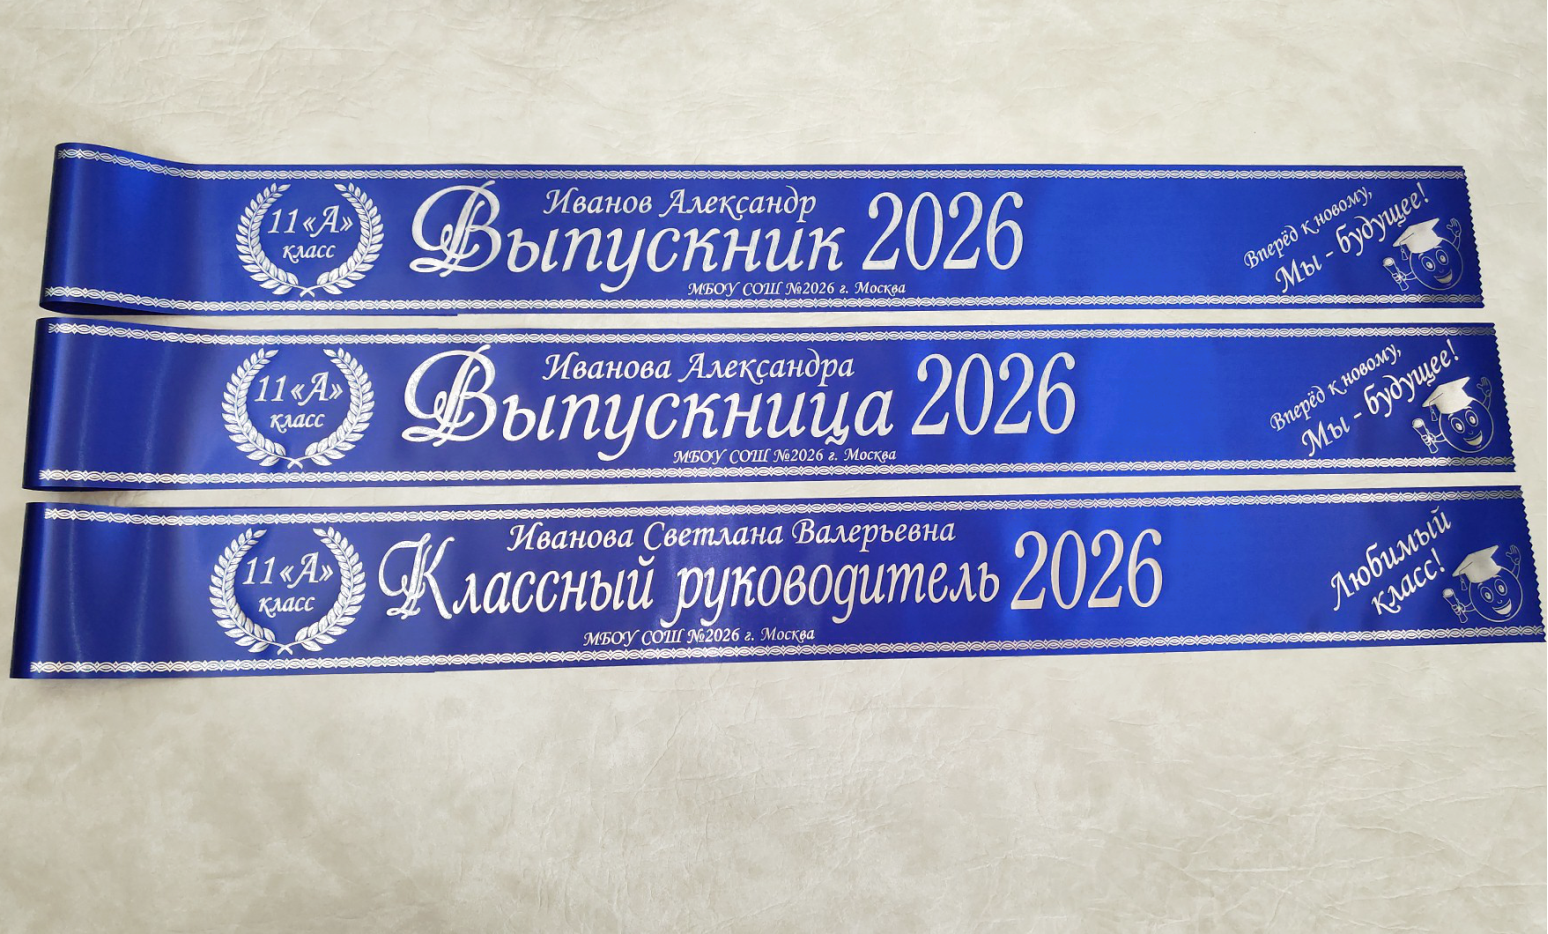 11«А»
класс
Иванов Александр
Выпускник 2026
МБОУ СОШ №2026 г. Москва
Вперёд к новому,
Мы - будущее!
11«А»
класс
Иванова Александра
Выпускница 2026
МБОУ СОШ №2026 г. Москва
Вперёд к новому,
Мы - будущее!
11«А»
класс
Иванова Светлана Валерьевна
Классный руководитель 2026
МБОУ СОШ №2026 г. Москва
Любимый
класс!